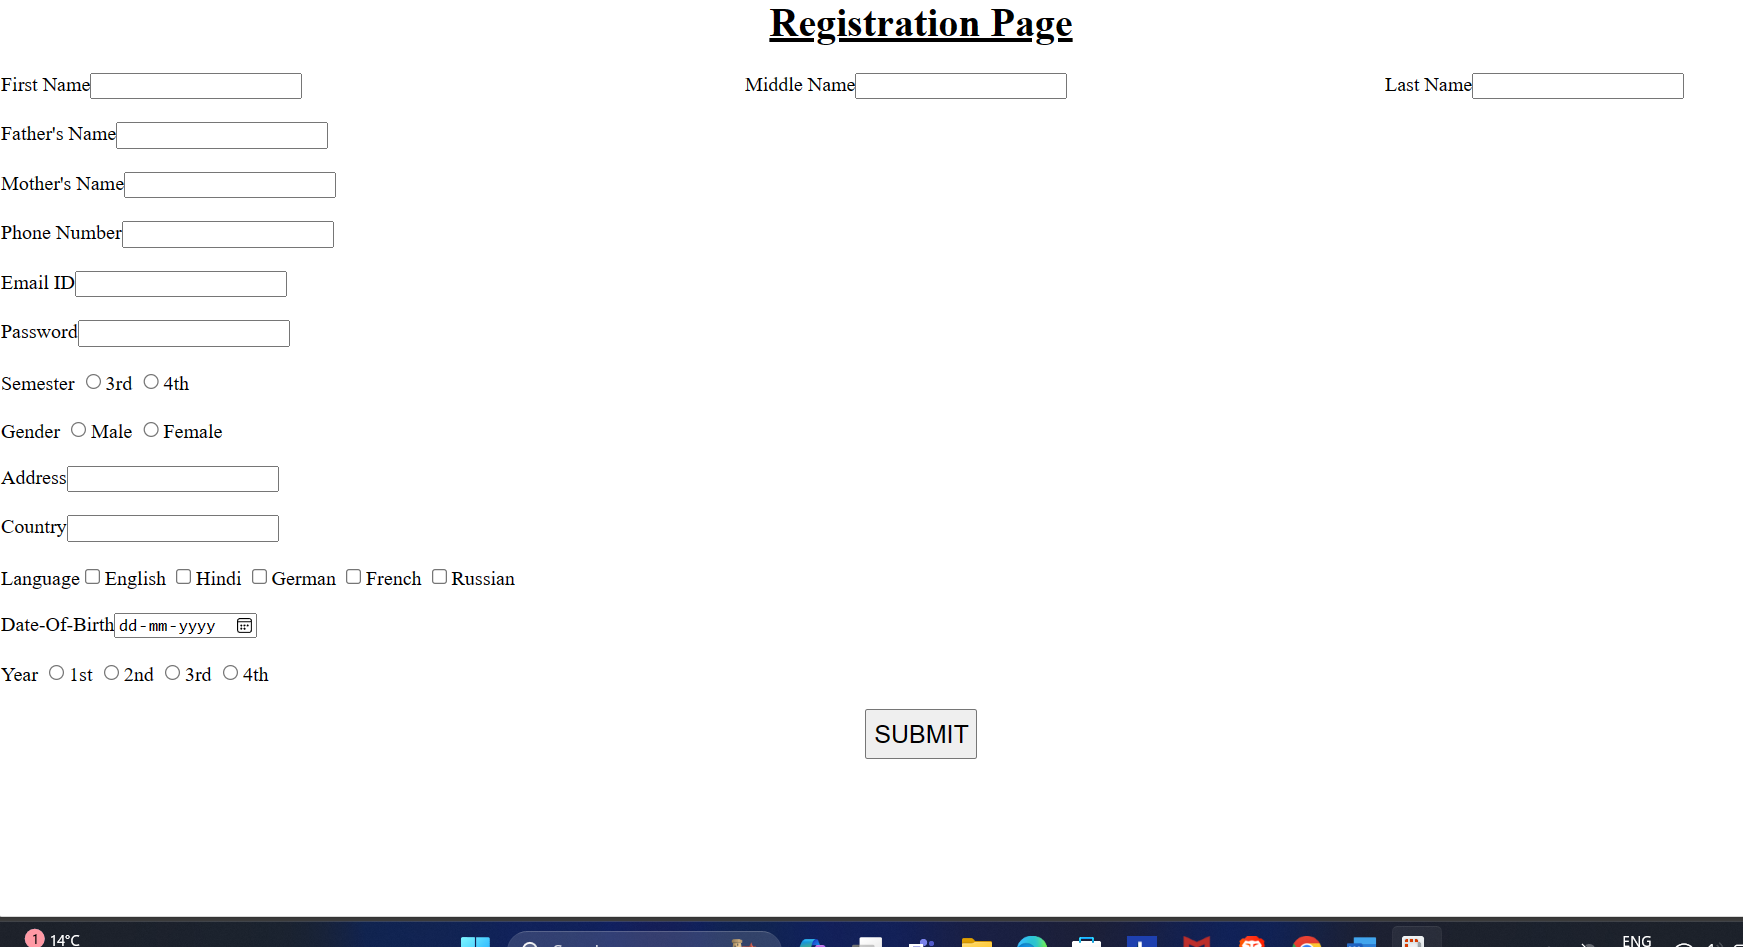 Registration Page
First Name Middle Name Last Name
Father's Name
Mother's Name
Phone Number
Email ID
Password
Semester 3rd 4th
Gender Male Female
Address
Country
Language English Hindi German French Russian
Date-Of-Birth dd-mm-yyyy
Year 1st 2nd 3rd 4th
SUBMIT
1 14°C ENG